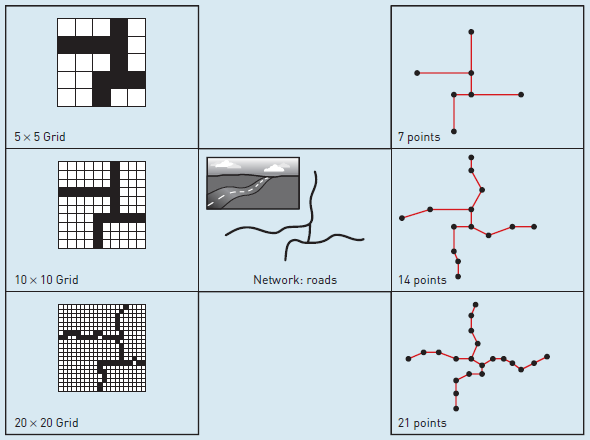 5 × 5 Grid
7 points
10 × 10 Grid
Network: roads
14 points
20 × 20 Grid
21 points